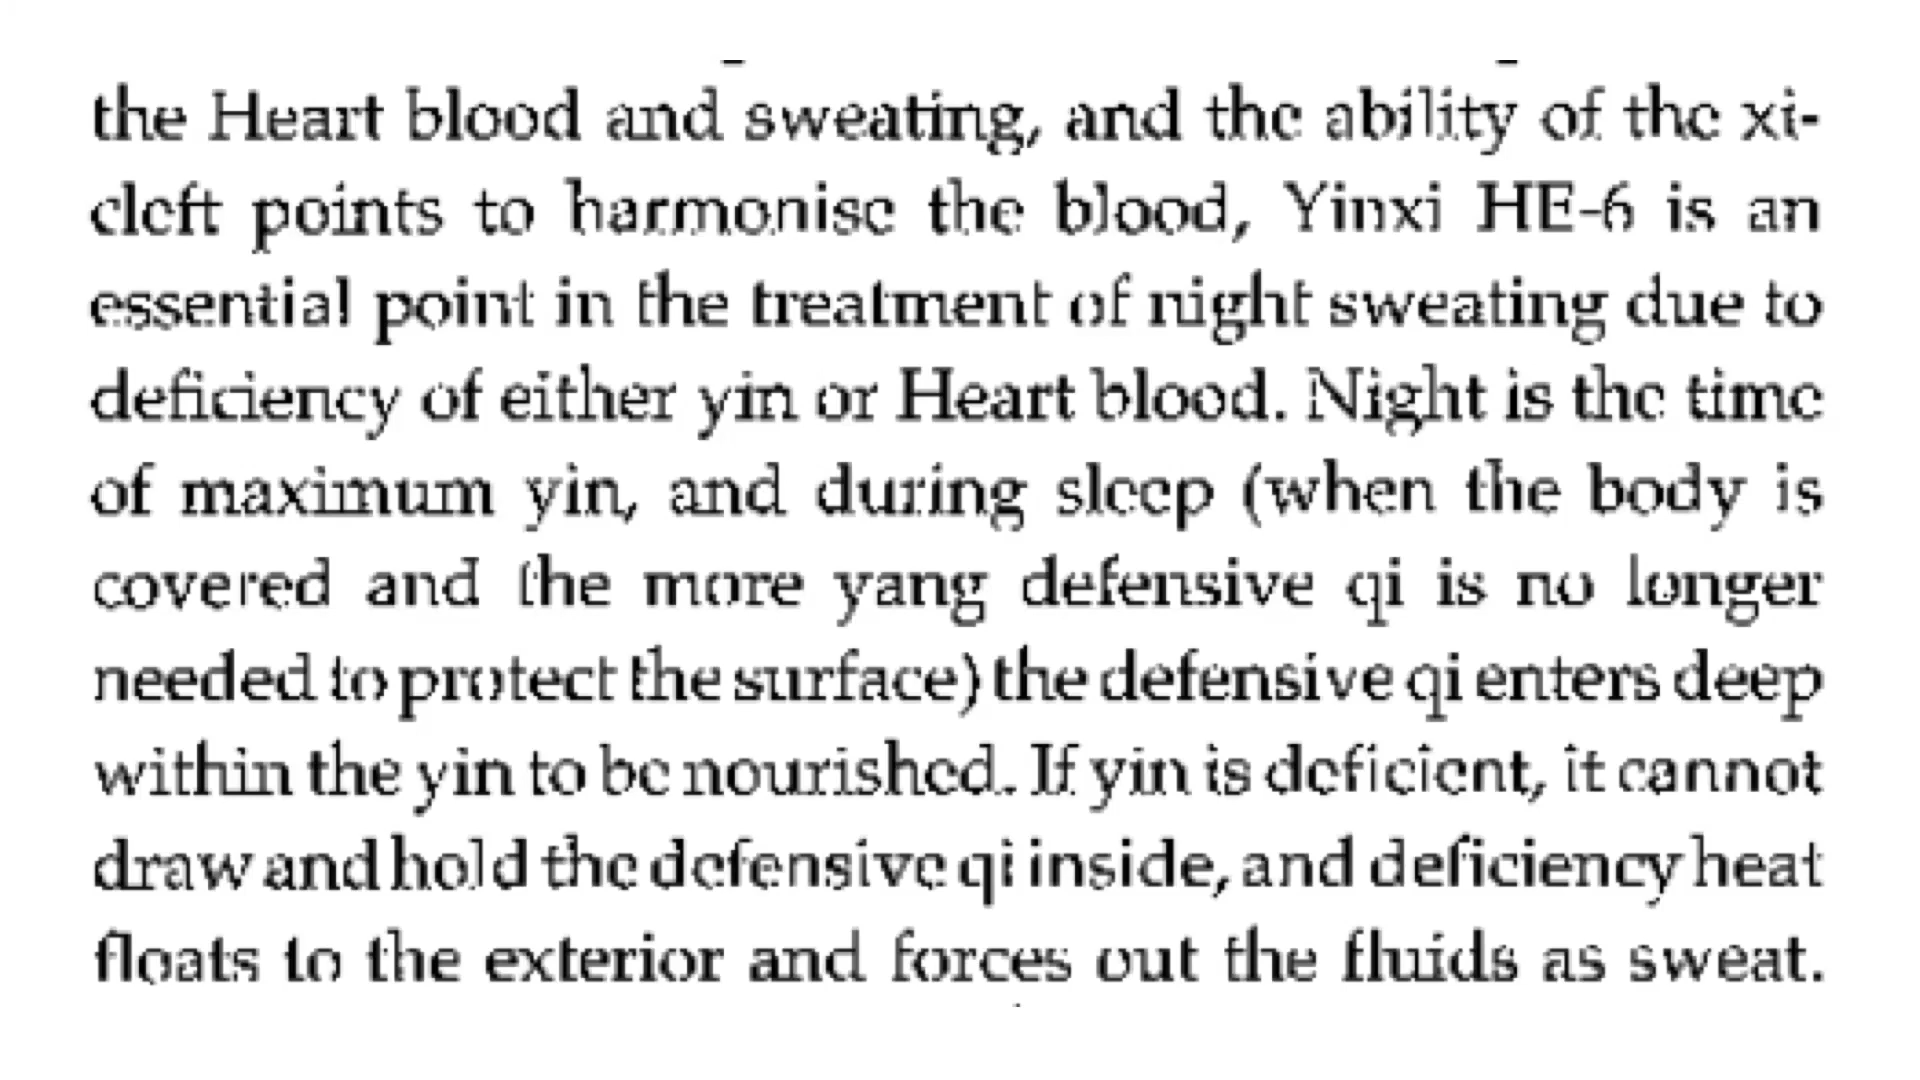 the Heart blood and sweating, and the ability of the xi-
cleft points to harmonise the blood, Yinxi HE-6 is an
essential point in the treatment of night sweating due to
deficiency of either yin or Heart blood. Night is the time
of maximum yin, and during sleep (when the body is
covered and the more yang defensive qi is no longer
needed to protect the surface) the defensive qi enters deep
within the yin to be nourished. If yin is deficient, it cannot
draw and hold the defensive qi inside, and deficiency heat
floats to the exterior and forces out the fluids as sweat.